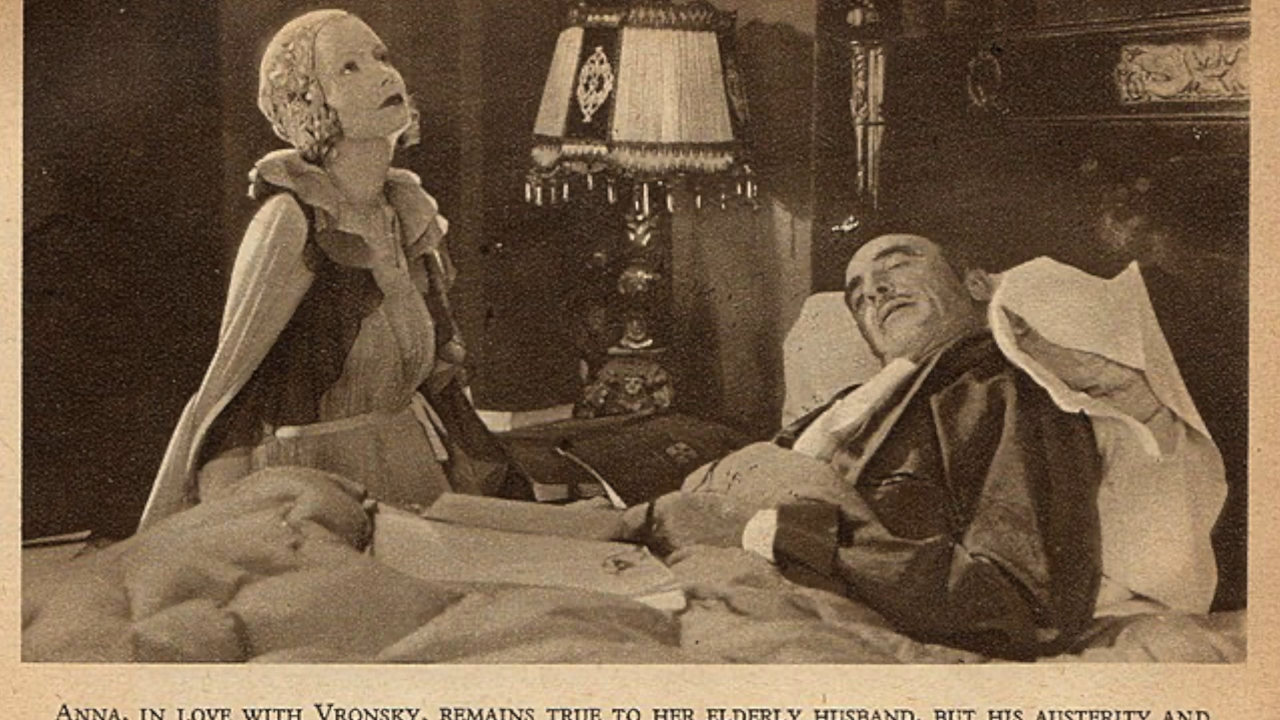 ANNA, IN LOVE WITH VRONSKY, REMAINS TRUE TO HER ELDERLY HUSBAND, BUT HIS AUSTERITY AND